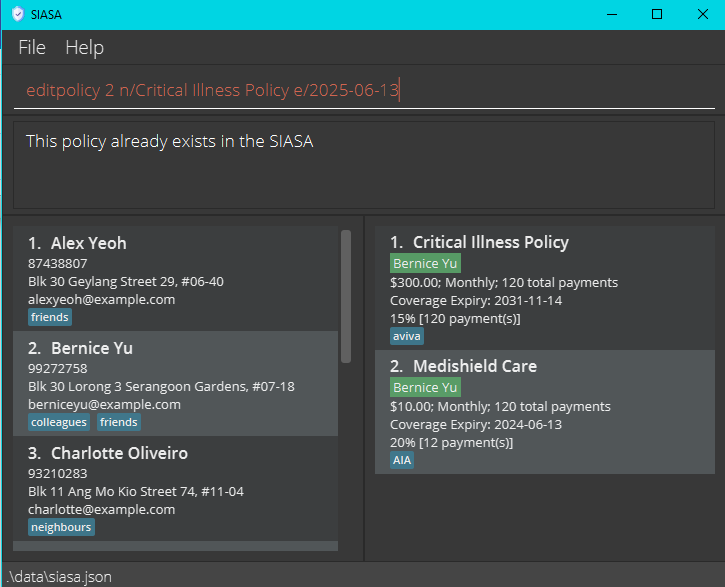 SIASA
File Help
editpolicy 2 n/Critical Illness Policy e/2025-06-13
This policy already exists in the SIASA
1. Alex Yeoh
87438807
Blk 30 Geylang Street 29, #06-40
alexyeoh@example.com
friends
2. Bernice Yu
99272758
Blk 30 Lorong 3 Serangoon Gardens, #07-18
berniceyu@example.com
colleagues friends
3. Charlotte Oliveiro
93210283
Blk 11 Ang Mo Kio Street 74, #11-04
charlotte@example.com
neighbours
1. Critical Illness Policy
Bernice Yu
$300.00; Monthly; 120 total payments
Coverage Expiry: 2031-11-14
15% [120 payment(s)]
aviva
2. Medishield Care
Bernice Yu
$10.00; Monthly; 120 total payments
Coverage Expiry: 2024-06-13
20% [12 payment(s)]
AIA
.\data\siasa.json